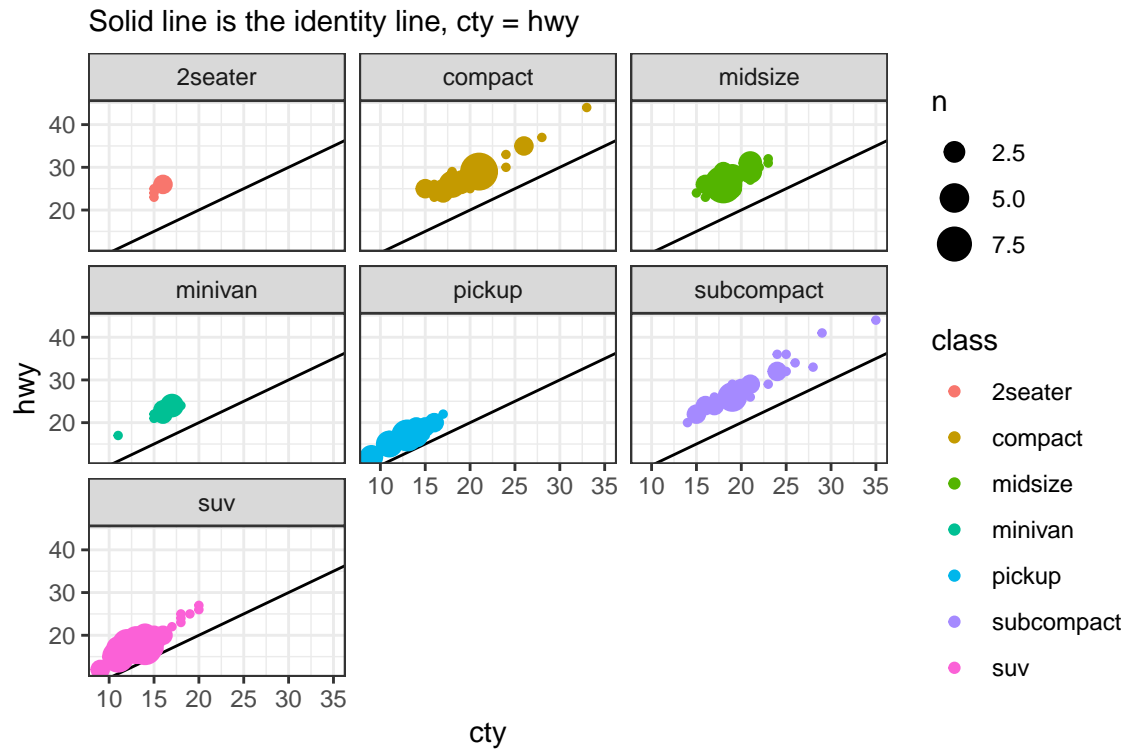 Solid line is the identity line, cty = hwy
2seater
compact
midsize
40
30
20
minivan
pickup
subcompact
40
30
20
10 15 20 25 30 35
10 15 20 25 30 35
suv
40
30
20
10 15 20 25 30 35
hwy
cty
n
2.5
5.0
7.5
class
2seater
compact
midsize
minivan
pickup
subcompact
suv